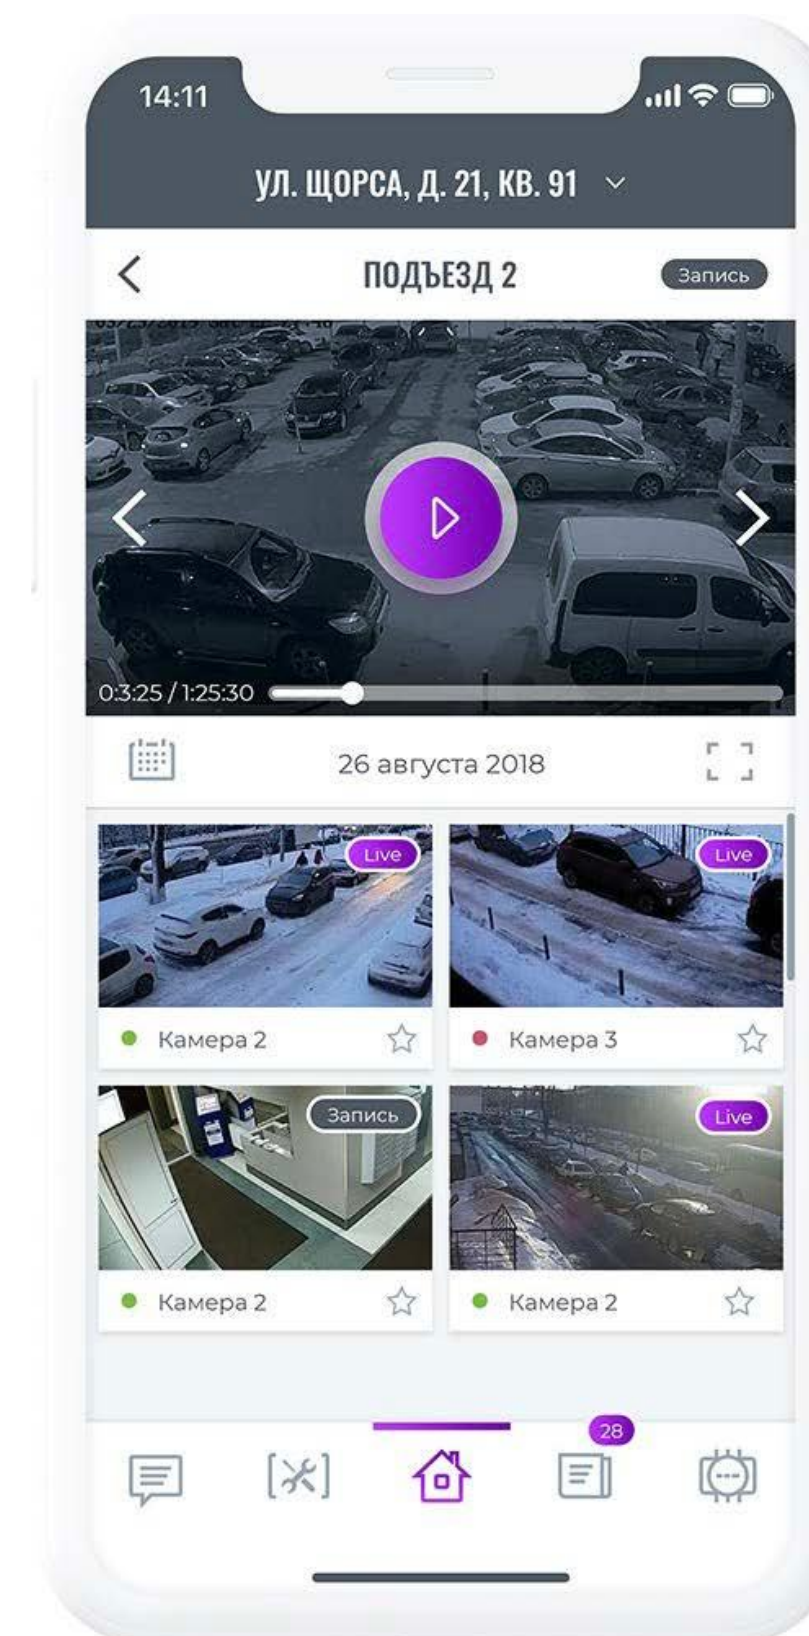 14:11
УЛ. ЩОРСА, Д. 21, КВ. 91
ПОДЪЕЗД 2
Запись
0:3:25 / 1:25:30
26 августа 2018
Live
Live
Камера 2
Камера 3
Запись
Live
Камера 2
Камера 2
28